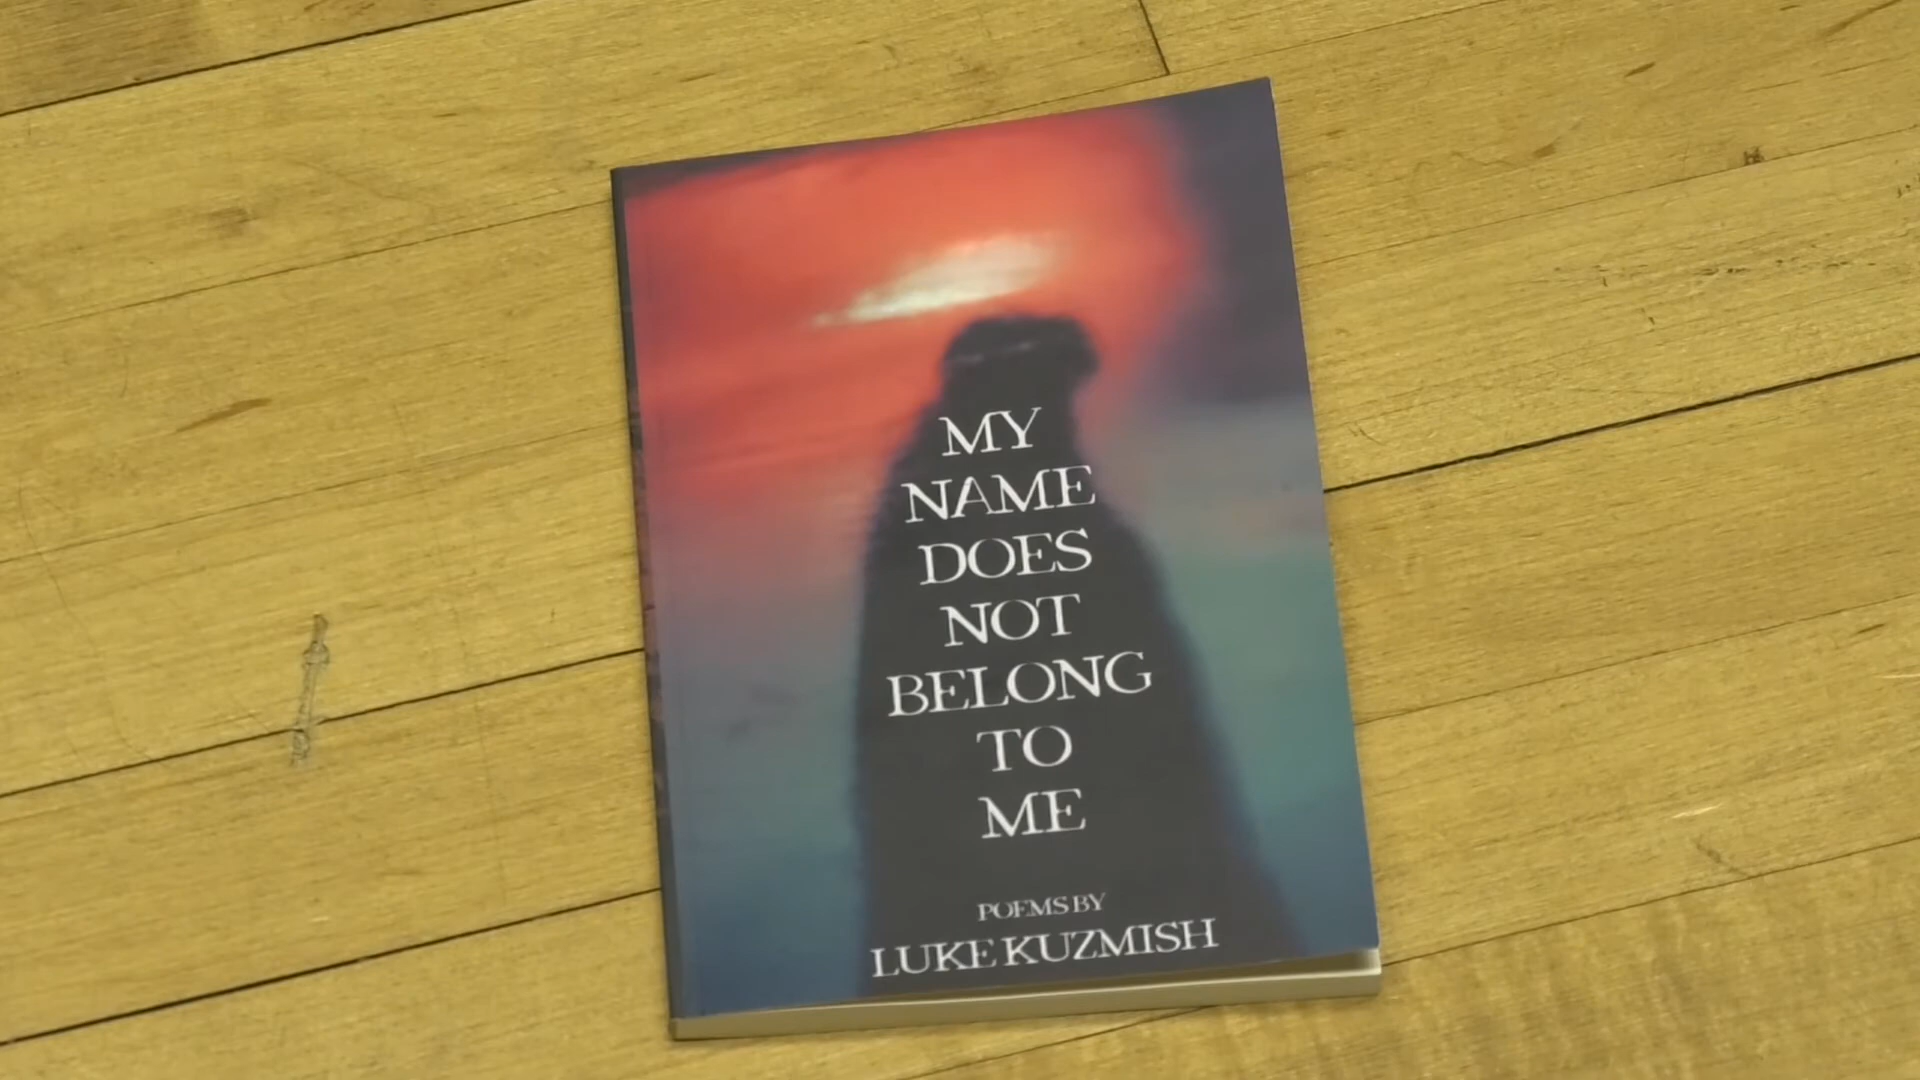 MY
NAME
DOES
NOT
BELONG
TO
ME
POEMS BY
LUKE KUZMISH